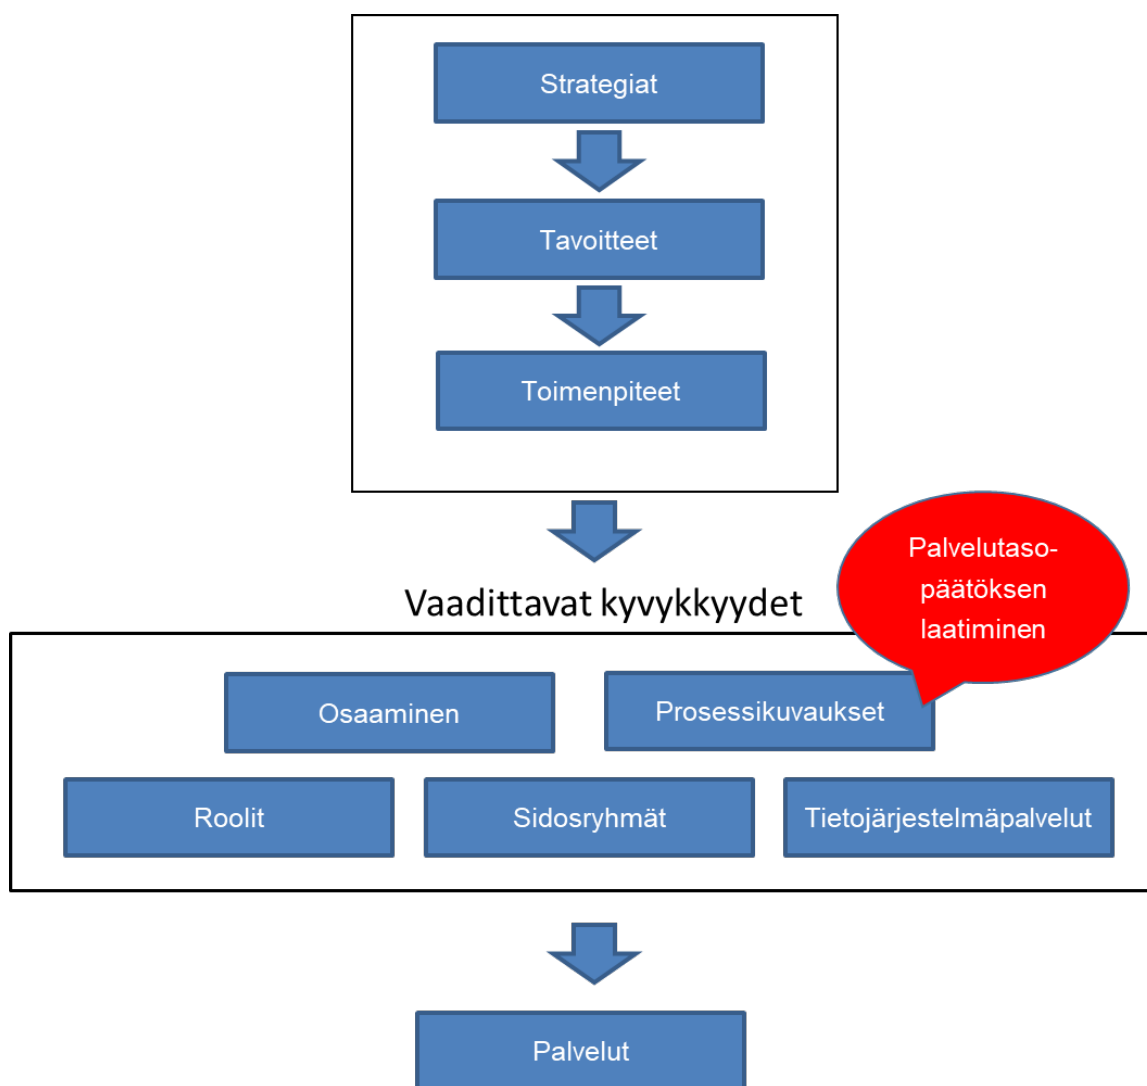 Strategiat
Tavoitteet
Toimenpiteet
Palvelutaso-
päätöksen
laatiminen
Vaadittavat kyvykkyydet
Osaaminen
Prosessikuvaukset
Roolit
Sidosryhmät
Tietojärjestelmäpalvelut
Palvelut